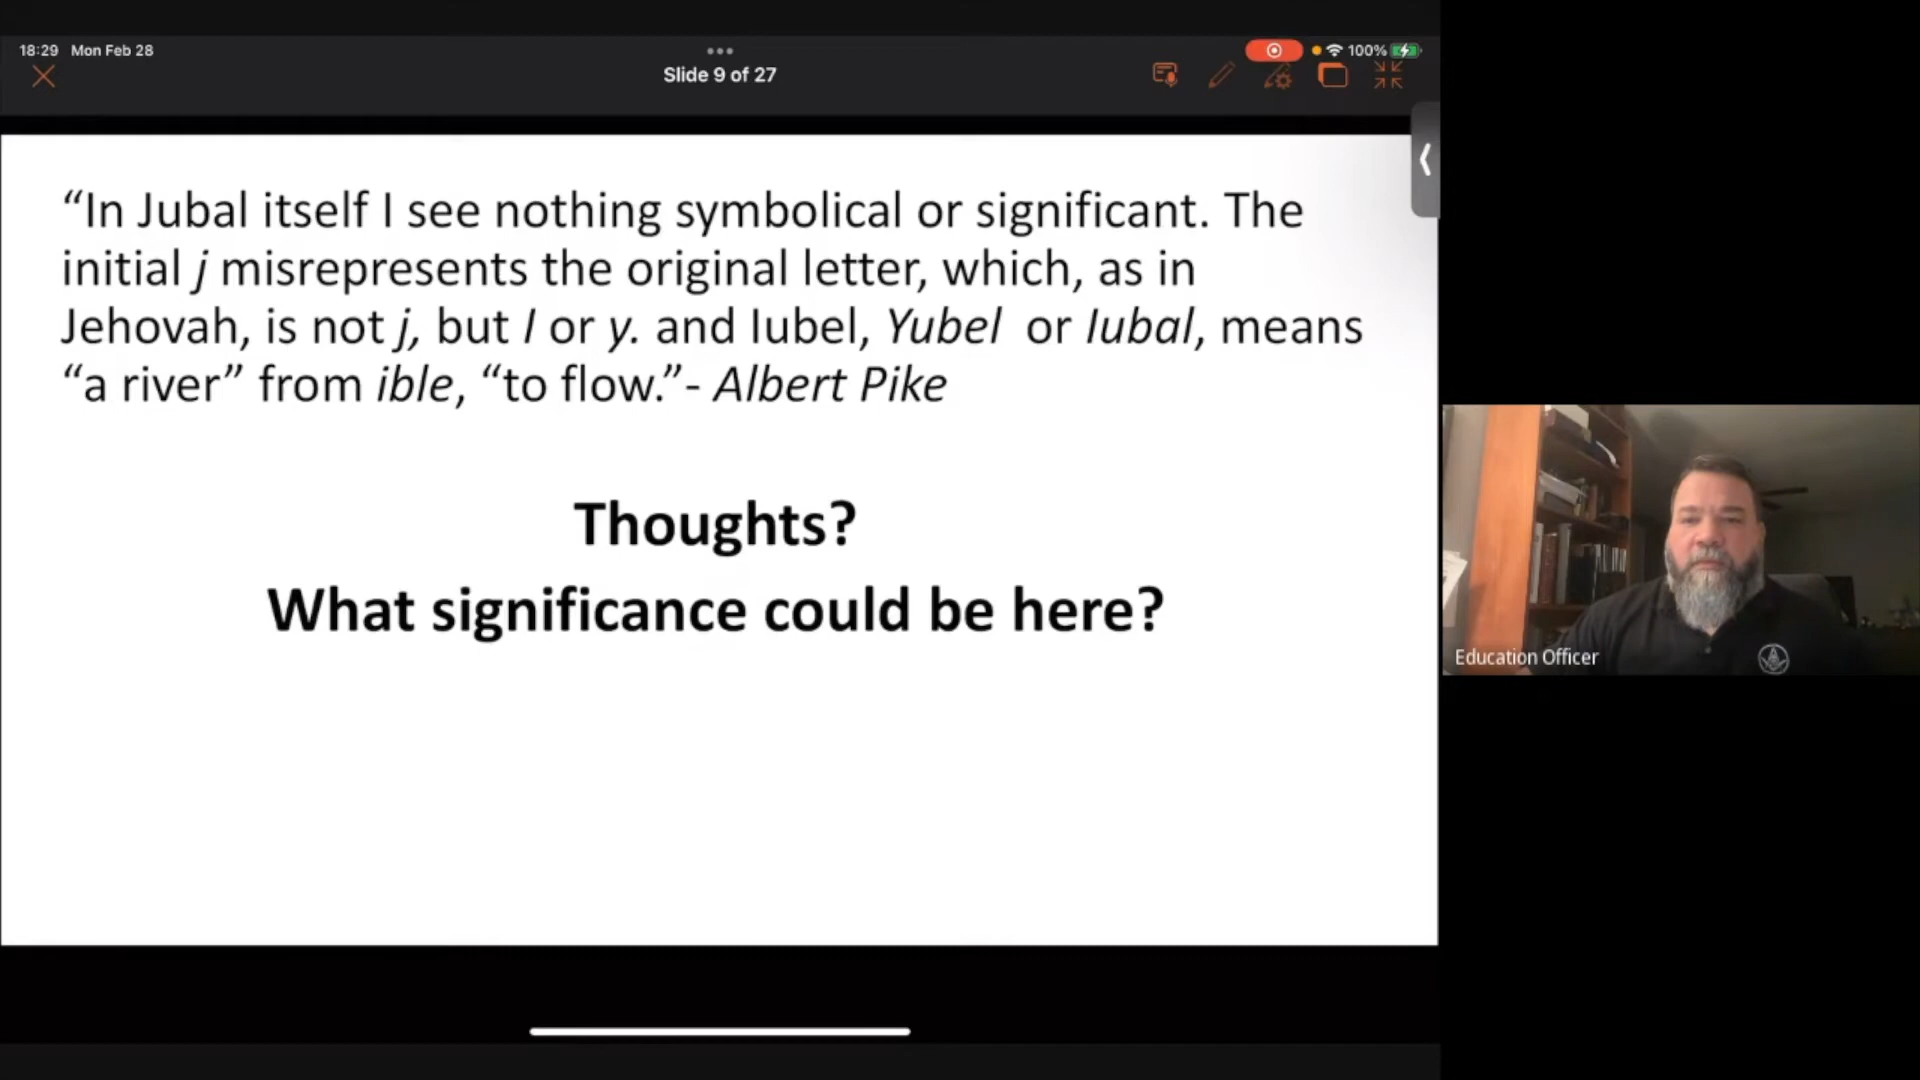 18:29 Mon Feb 28
100%
Slide 9 of 27
“In Jubal itself I see nothing symbolical or significant. The
initial j misrepresents the original letter, which, as in
Jehovah, is not j, but I or y. and Iubel, Yubel or Iubal, means
“a river” from ible, “to flow.”- Albert Pike
Thoughts?
What significance could be here?
Education Officer